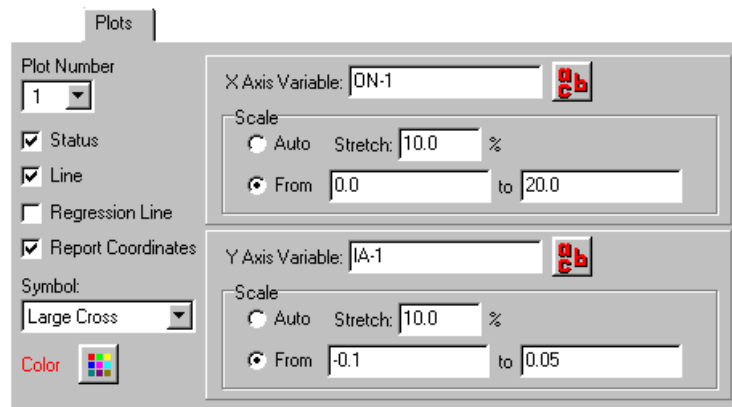 Plots
Plot Number
1
Status
Line
Regression Line
Report Coordinates
Symbol:
Large Cross
Color
X Axis Variable: ON-1
a
c b
Scale
Auto Stretch: 10.0 %
From 0.0 to 20.0
Y Axis Variable: IA-1
a
c b
Scale
Auto Stretch: 10.0 %
From -0.1 to 0.05